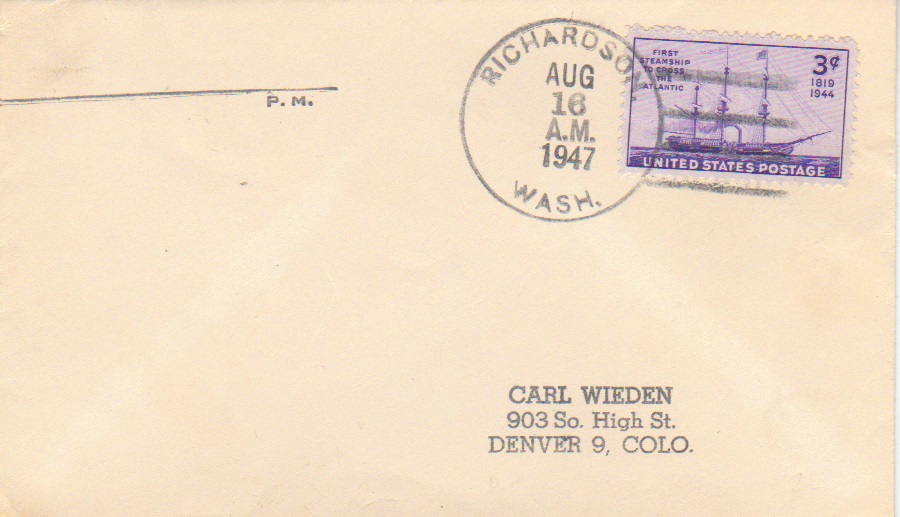 P. M.
RICHARDSON,
AUG
16
A.M.
1947
WASH.
FIRST
STEAMSHIP
TO CROSS
THE
ATLANTIC
3¢
1819
1944
UNITED STATES POSTAGE
CARL WIEDEN
903 So. High St.
DENVER 9, COLO.